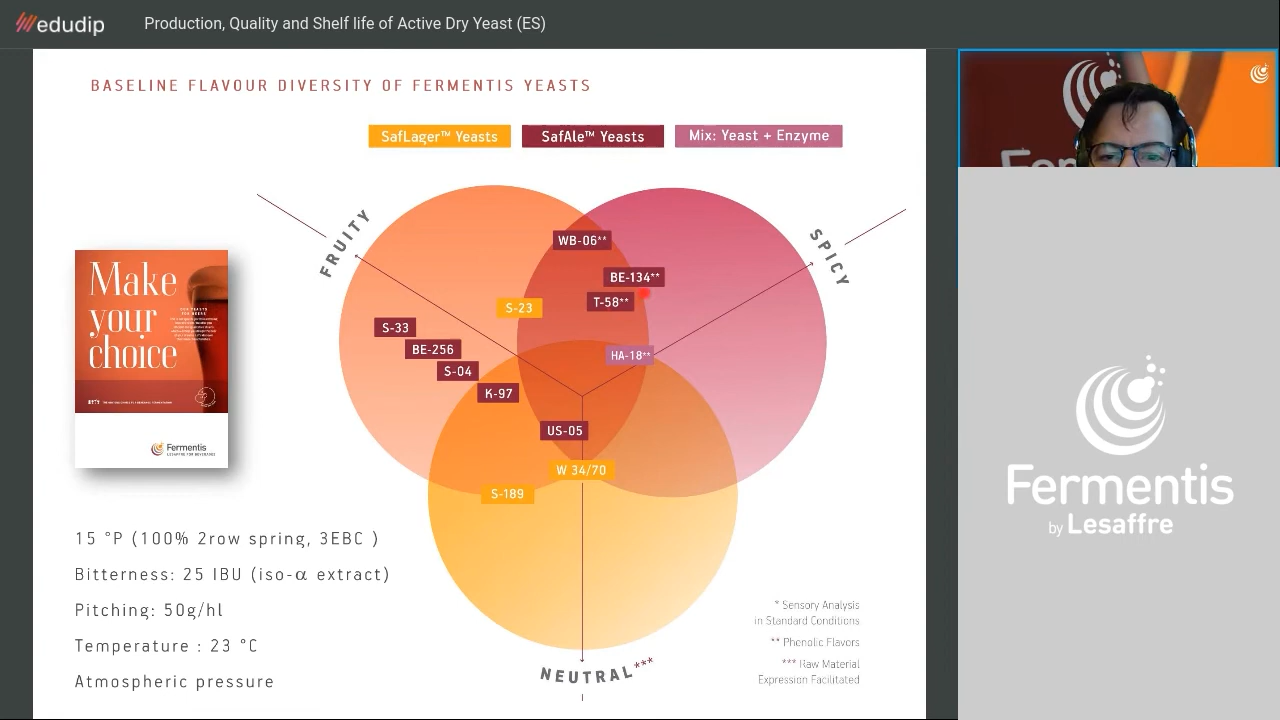 edudip
Production, Quality and Shelf life of Active Dry Yeast (ES)
BASELINE FLAVOUR DIVERSITY OF FERMENTIS YEASTS
SafLager™ Yeasts
SafAle™ Yeasts
Mix: Yeast + Enzyme
FRUITY
SPICY
WB-06**
BE-134**
T-58**
S-23
S-33
BE-256
HA-18**
S-04
K-97
US-05
W 34/70
S-189
NEUTRAL***
Make
your
choice
Fermentis
LESAFFRE FOR BEVERAGES
15 °P (100% 2row spring, 3EBC )
Bitterness: 25 IBU (iso-α extract)
Pitching: 50g/hl
Temperature : 23 °C
Atmospheric pressure
* Sensory Analysis
in Standard Conditions
** Phenolic Flavors
*** Raw Material
Expression Facilitated
Fermentis
by Lesaffre